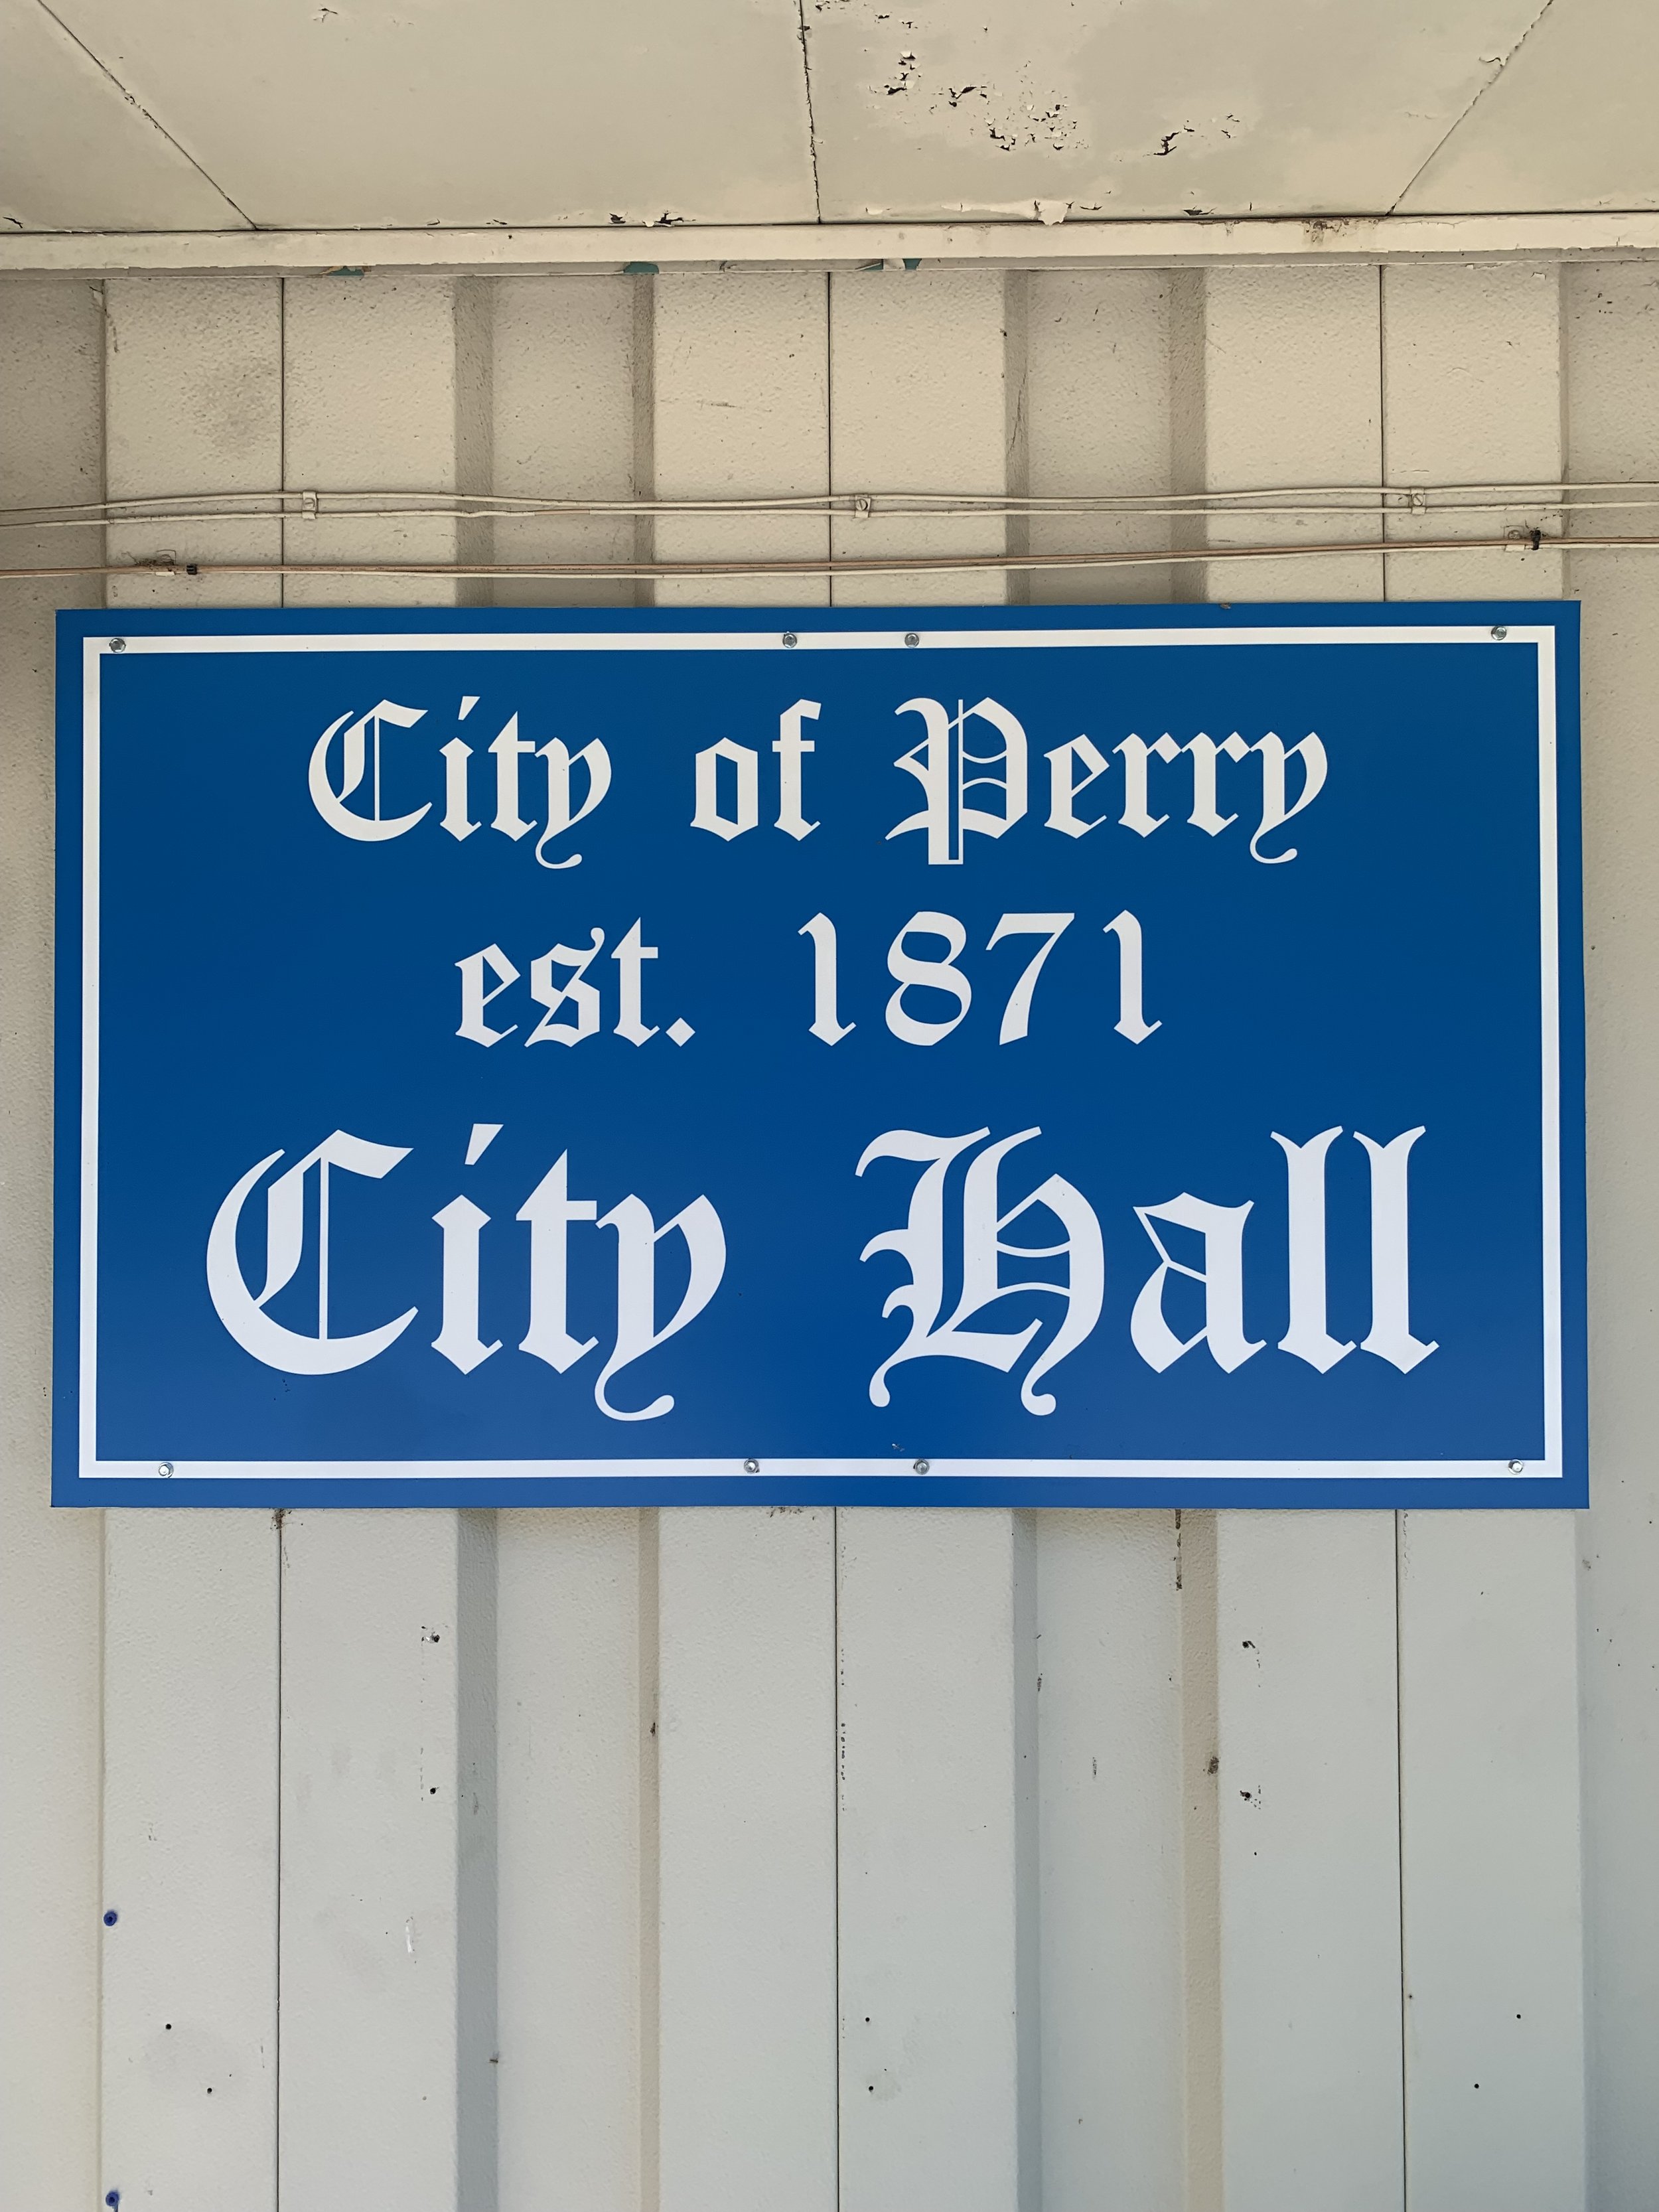 City of Perry
est. 1871
City Hall